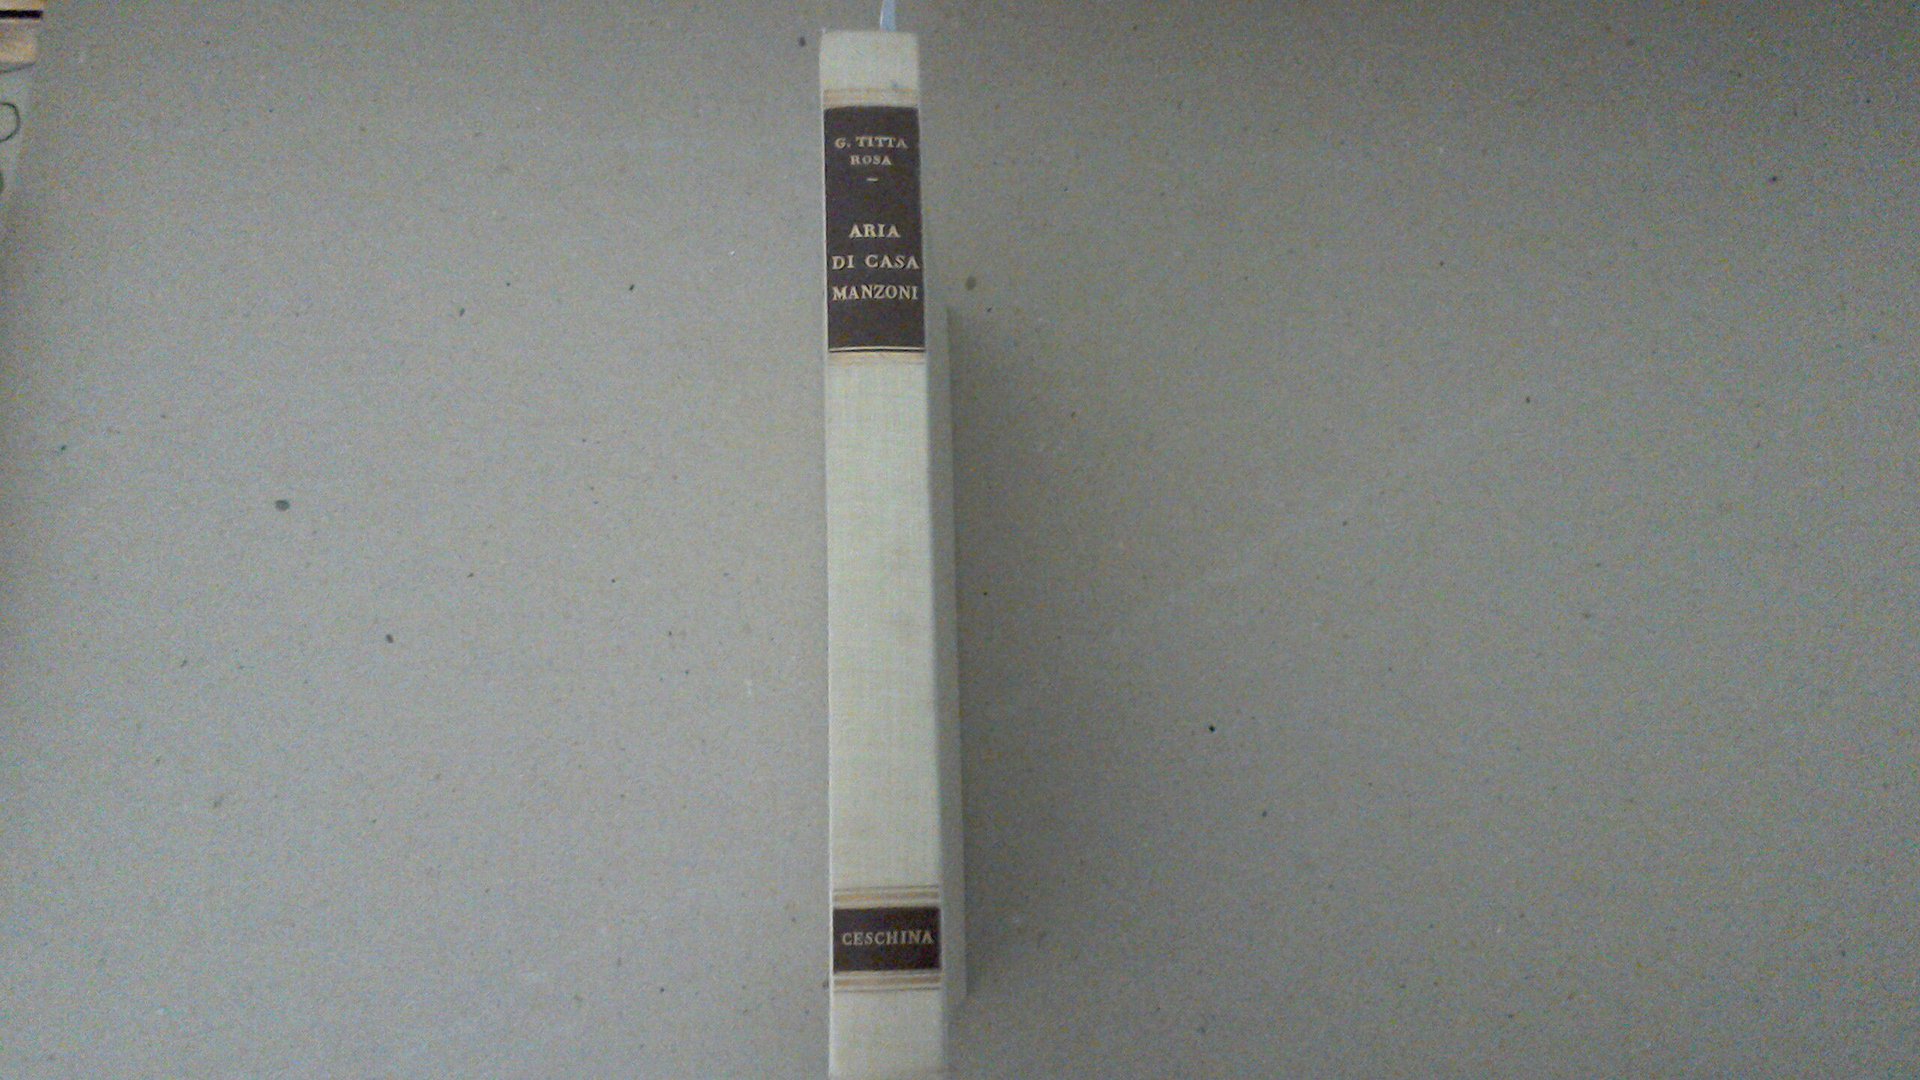 G. TITTA
ROSA
—
ARIA
DI CASA
MANZONI
CESCHINA